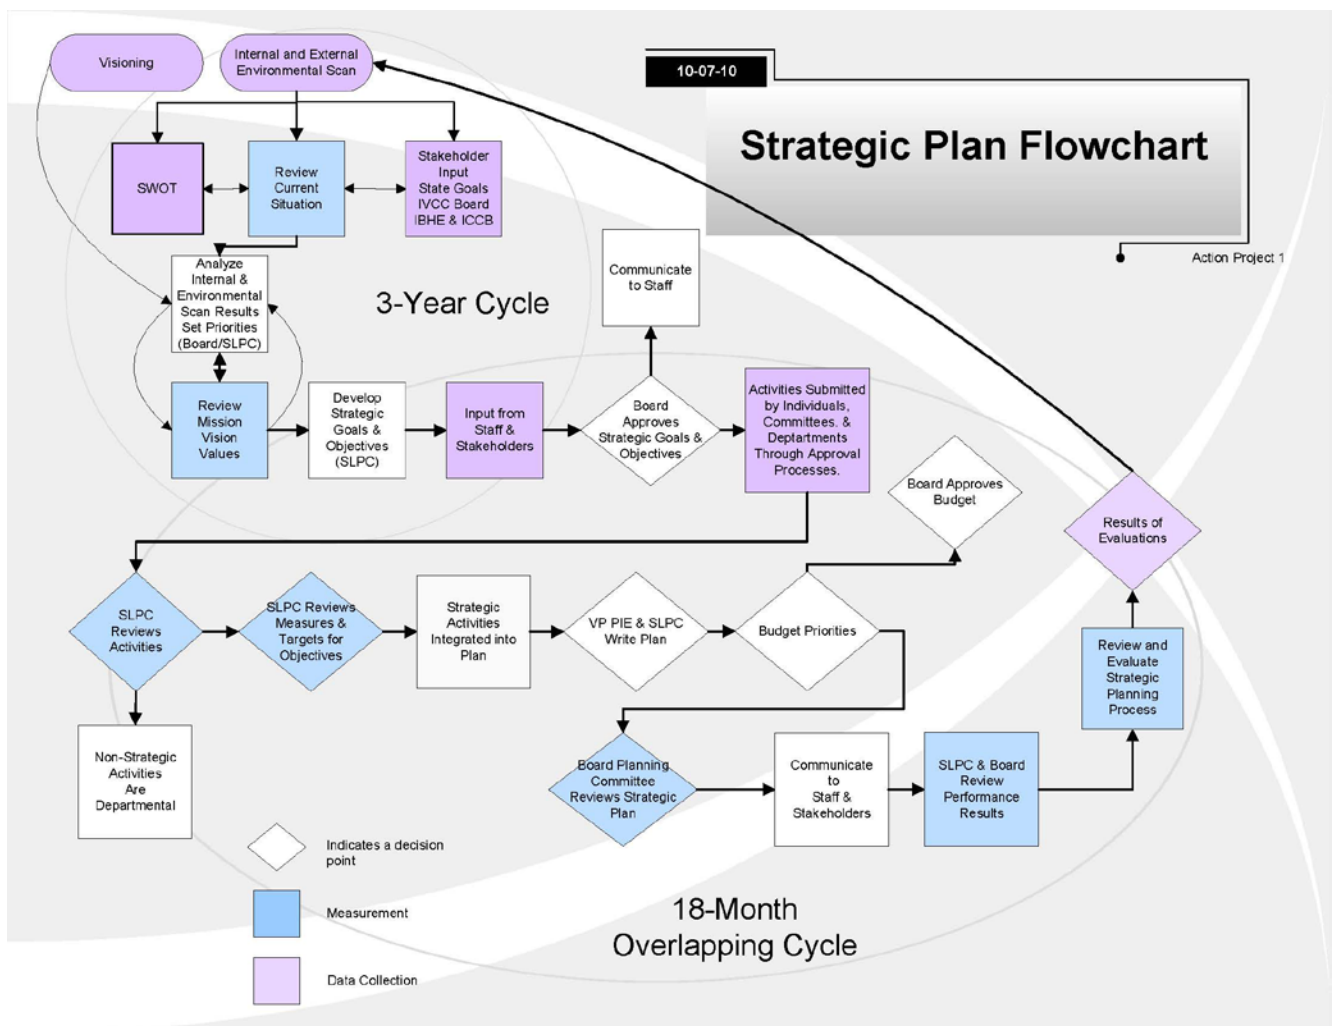 Visioning
Internal and External
Environmental Scan
10-07-10
Strategic Plan Flowchart
Action Project 1
SWOT
Review
Current
Situation
Stakeholder
Input
State Goals
IVCC Board
IBHE & ICCB
Analyze
Internal &
Environmental
Scan Results
Set Priorities
(Board/SLPC)
3-Year Cycle
Communicate
to Staff
Review
Mission
Vision
Values
Develop
Strategic
Goals &
Objectives
(SLPC)
Input from
Staff &
Stakeholders
Board
Approves
Strategic Goals &
Objectives
Activities Submitted
by Individuals,
Committees. &
Deptartments
Through Approval
Processes.
Board Approves
Budget
Results of
Evaluations
SLPC
Reviews
Activities
SLPC Reviews
Measures &
Targets for
Objectives
Strategic
Activities
Integrated into
Plan
VP PIE & SLPC
Write Plan
Budget Priorities
Review and
Evaluate
Strategic
Planning
Process
Non-Strategic
Activities
Are
Departmental
Board Planning
Committee
Reviews Strategic
Plan
Communicate
to
Staff &
Stakeholders
SLPC & Board
Review
Performance
Results
Indicates a decision
point
Measurement
Data Collection
18-Month
Overlapping Cycle